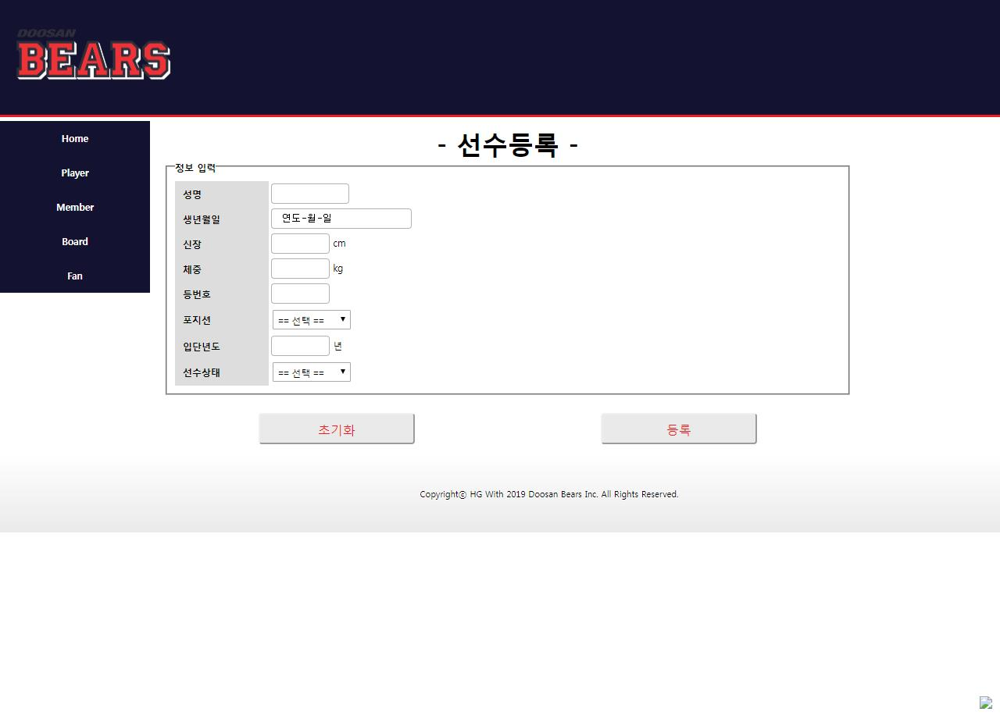 DOOSAN
BEARS
Home
Player
Member
Board
Fan
- 선수등록 -
정보 입력
성명
생년월일 연도-월-일
신장 cm
체중 kg
등번호
포지션 == 선택 ==
입단년도 년
선수상태 == 선택 ==
초기화 등록
Copyrightⓒ HG With 2019 Doosan Bears Inc. All Rights Reserved.